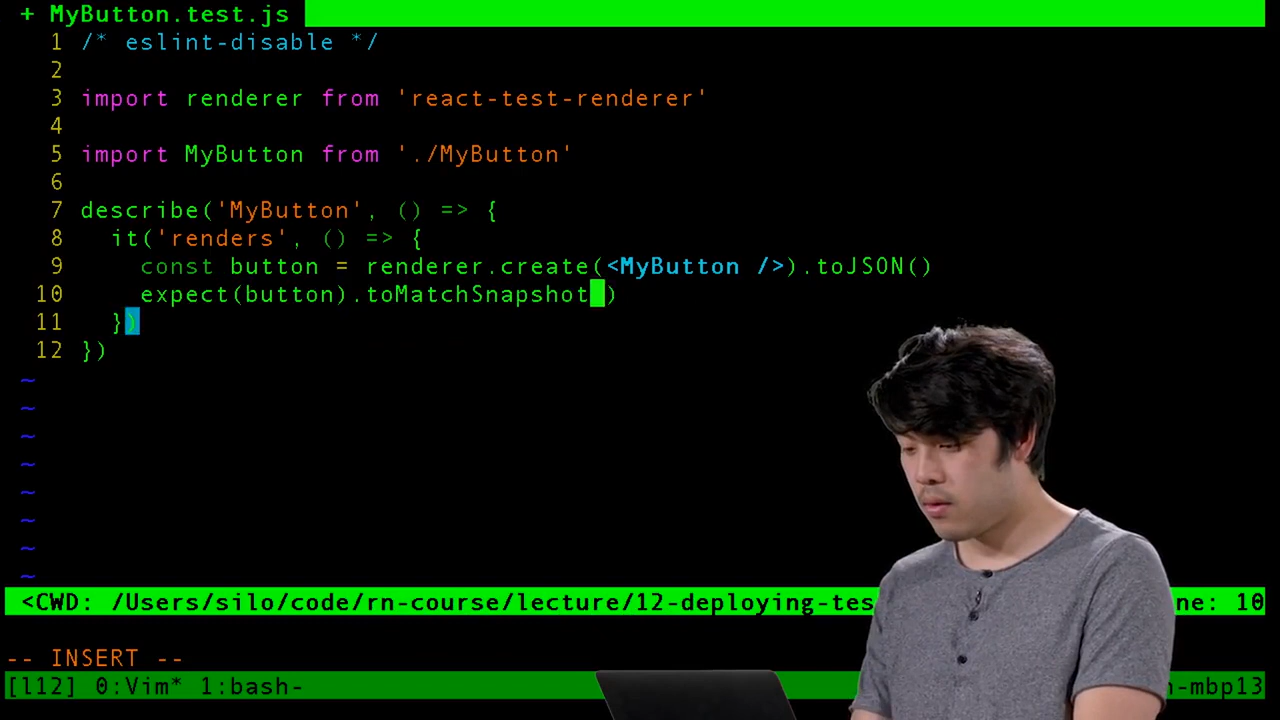 + MyButton.test.js
1 /* eslint-disable */
2
3 import renderer from 'react-test-renderer'
4
5 import MyButton from './MyButton'
6
7 describe('MyButton', () => {
8   it('renders', () => {
9     const button = renderer.create(<MyButton />).toJSON()
10     expect(button).toMatchSnapshot()
11   })
12 })
~
~
~
~
~
~
~
~
<CWD: /Users/silo/code/rn-course/lecture/12-deploying-tes ne: 10
-- INSERT --
[l12] 0:Vim* 1:bash- -mbp13